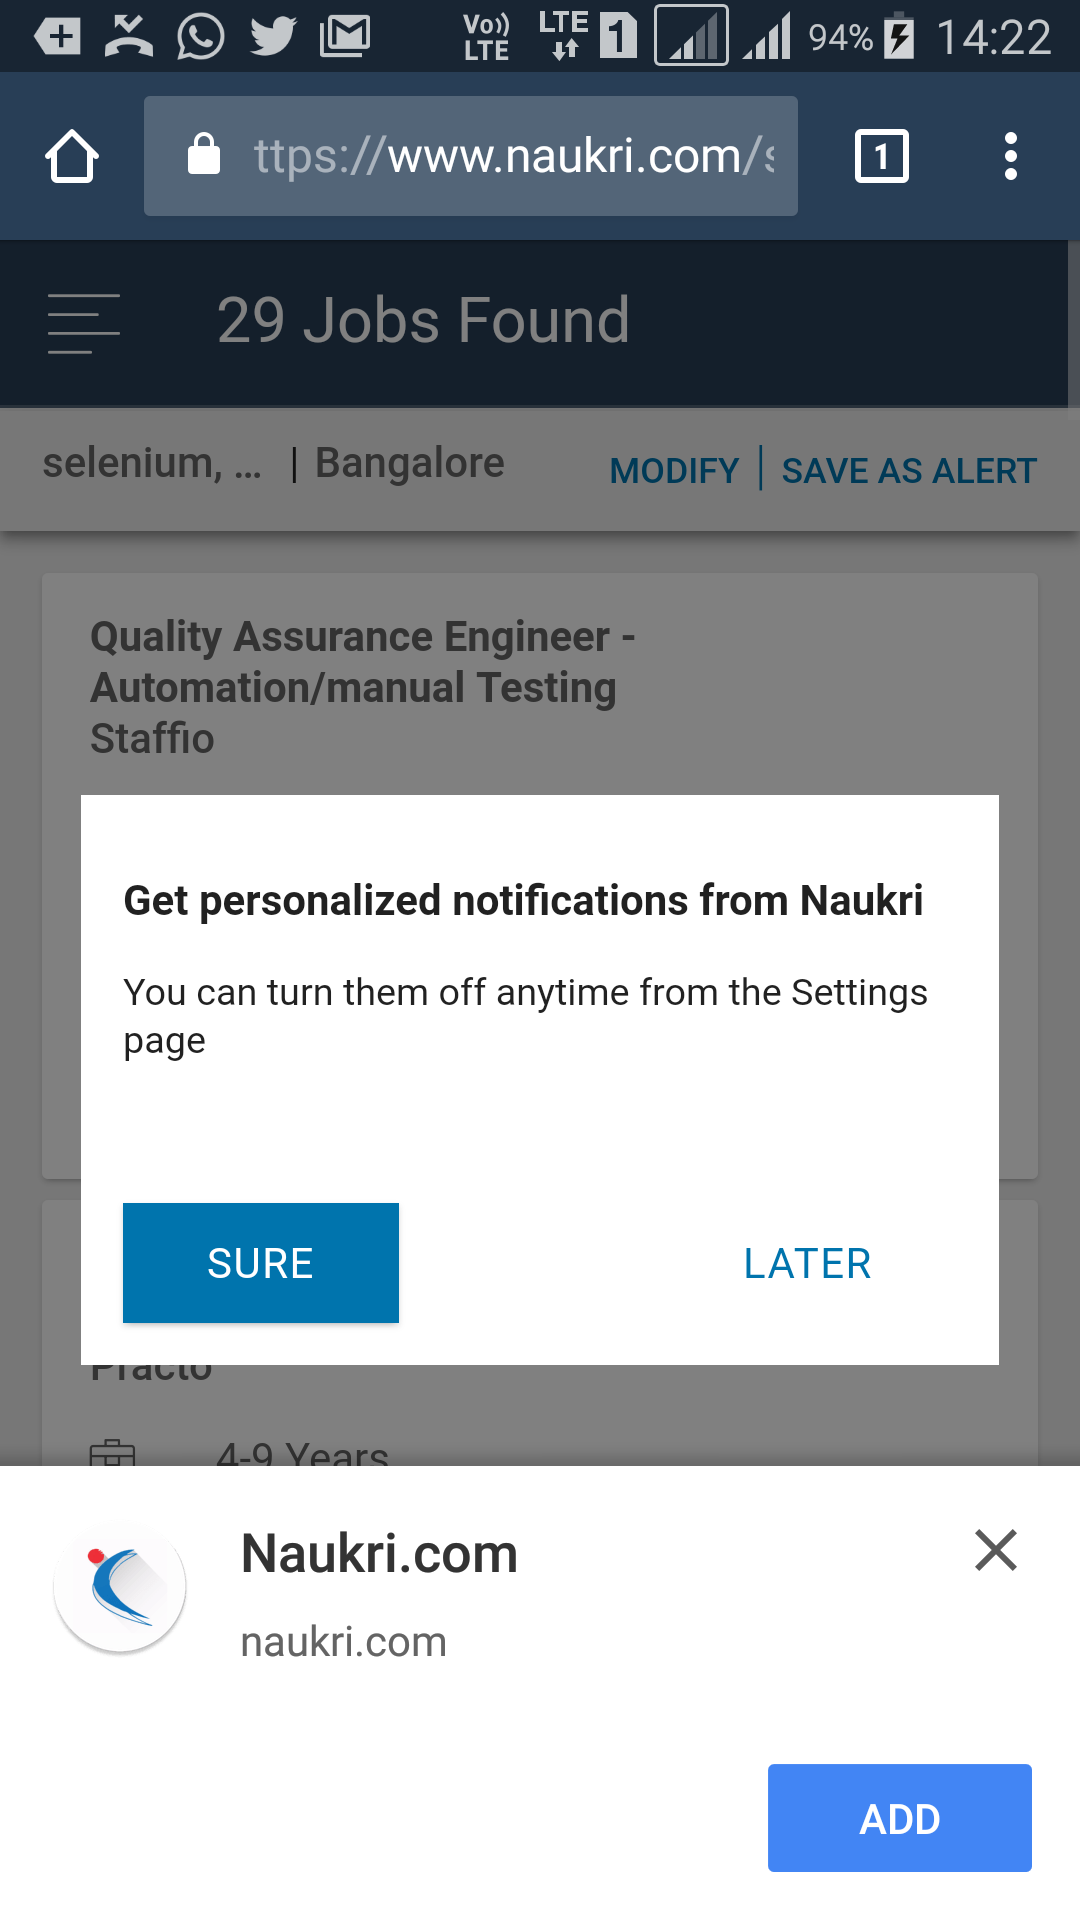 Vo)) LTE LTE 1 94% 14:22
ttps://www.naukri.com/s 1
29 Jobs Found
selenium, ... | Bangalore MODIFY | SAVE AS ALERT
Quality Assurance Engineer -
Automation/manual Testing
Staffio
Get personalized notifications from Naukri
You can turn them off anytime from the Settings
page
SURE LATER
Practo
4-9 Years
Naukri.com
naukri.com
ADD